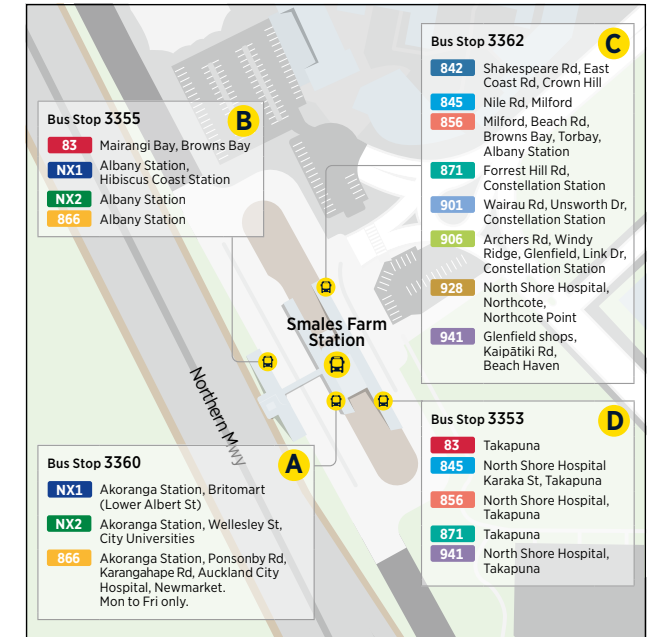 Bus Stop 3362
C
842 Shakespeare Rd, East
Coast Rd, Crown Hill
845 Nile Rd, Milford
856 Milford, Beach Rd,
Browns Bay, Torbay,
Albany Station
871 Forrest Hill Rd,
Constellation Station
901 Wairau Rd, Unsworth Dr,
Constellation Station
906 Archers Rd, Windy
Ridge, Glenfield, Link Dr,
Constellation Station
928 North Shore Hospital,
Northcote,
Northcote Point
941 Glenfield shops,
Kaipātiki Rd,
Beach Haven
Bus Stop 3355
B
83 Mairangi Bay, Browns Bay
NX1 Albany Station,
Hibiscus Coast Station
NX2 Albany Station
866 Albany Station
Smales Farm
Station
Northern Mwy
Bus Stop 3360
A
NX1 Akoranga Station, Britomart
(Lower Albert St)
NX2 Akoranga Station, Wellesley St,
City Universities
866 Akoranga Station, Ponsonby Rd,
Karangahape Rd, Auckland City
Hospital, Newmarket.
Mon to Fri only.
Bus Stop 3353
D
83 Takapuna
845 North Shore Hospital
Karaka St, Takapuna
856 North Shore Hospital,
Takapuna
871 Takapuna
941 North Shore Hospital,
Takapuna